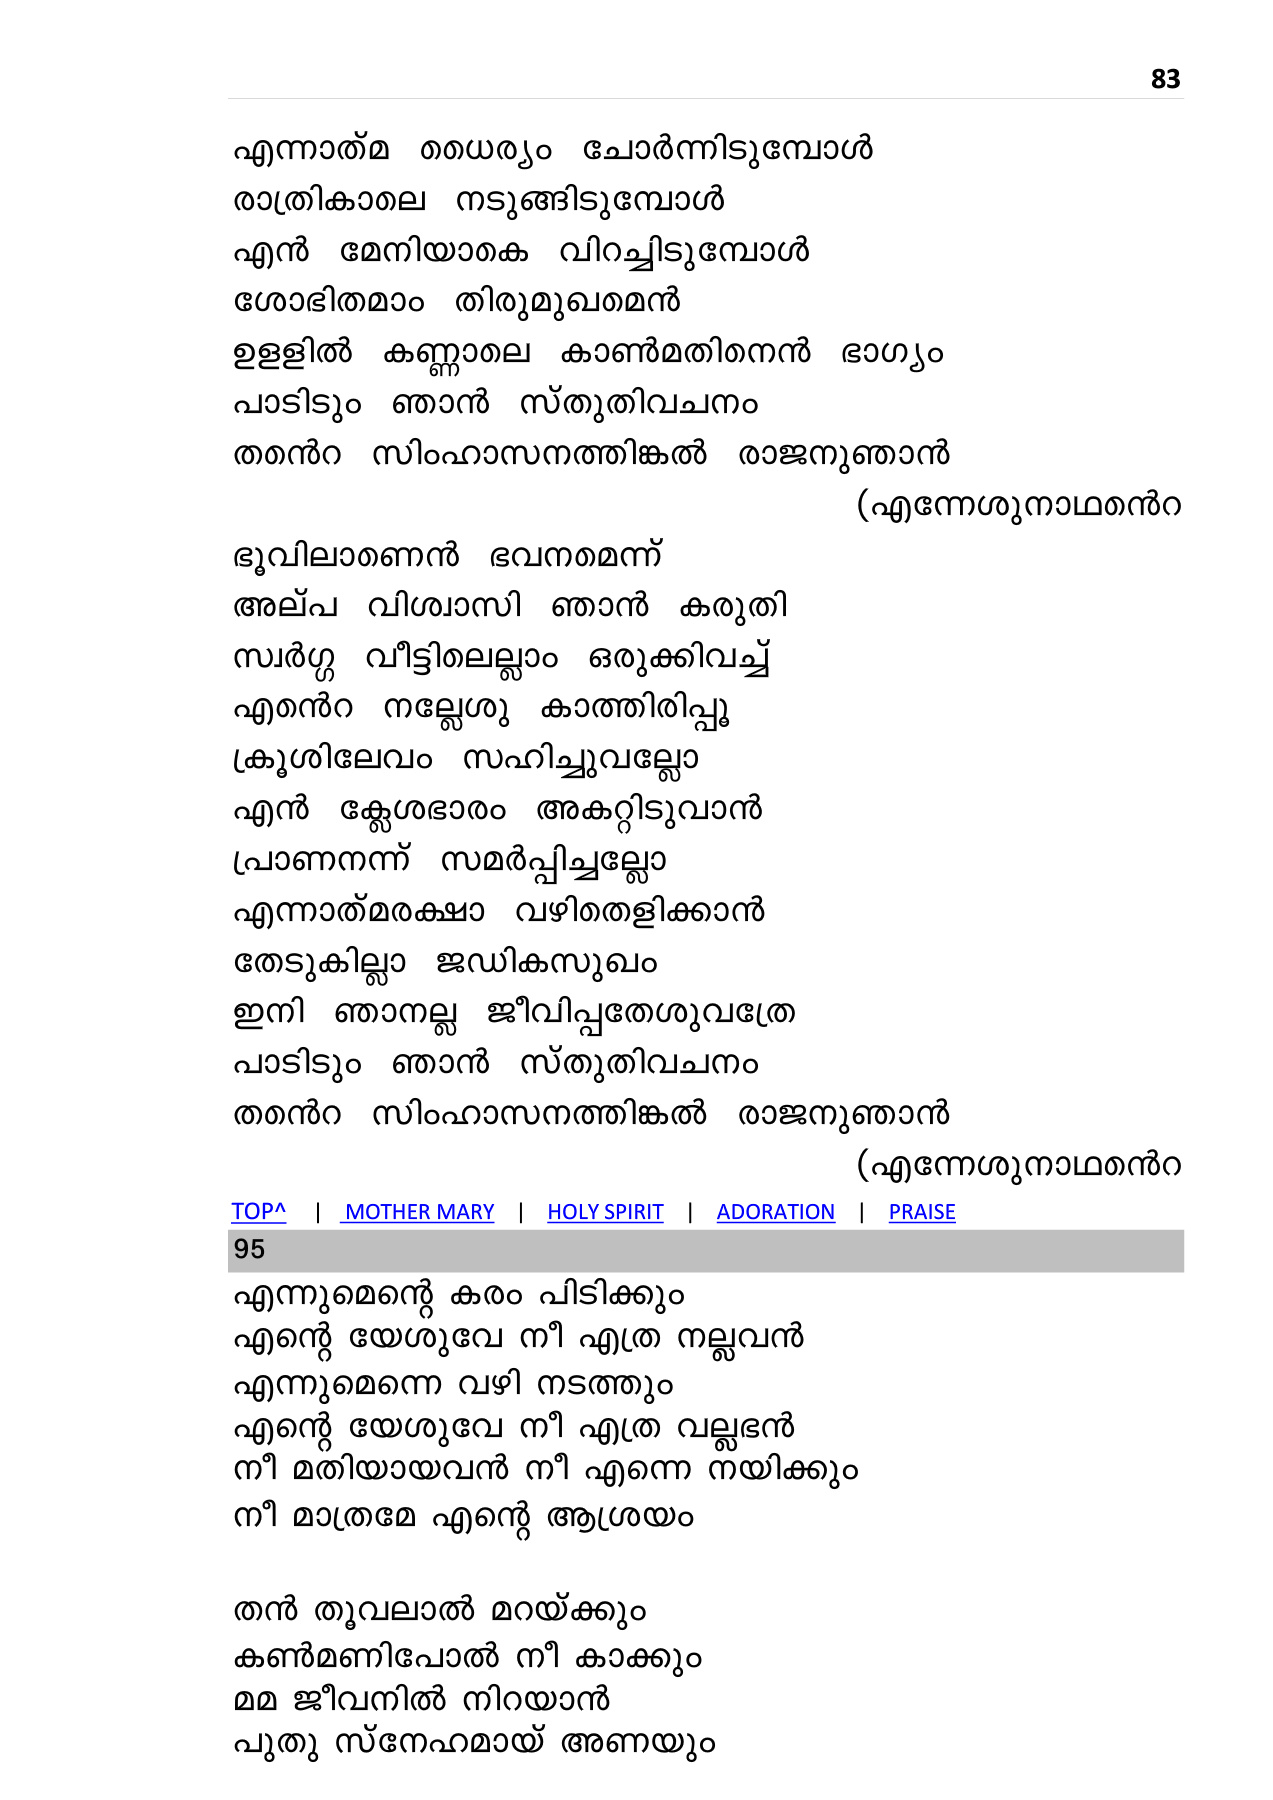 83
എന്നാത്മ ധൈര്യം ചോർന്നിടുമ്പോൾ
രാത്രികാലെ നടുങ്ങിടുമ്പോൾ
എൻ മേനിയാകെ വിറച്ചിടുമ്പോൾ
ശോഭിതമാം തിരുമുഖമെൻ
ഉളളിൽ കണ്ണാലെ കാൺമതിനെൻ ഭാഗ്യം
പാടിടും ഞാൻ സ്തുതിവചനം
തൻെറ സിംഹാസനത്തിങ്കൽ രാജനുഞാൻ
(എന്നേശുനാഥൻെറ
ഭൂവിലാണെൻ ഭവനമെന്ന്
അല്പ വിശ്വാസി ഞാൻ കരുതി
സ്വർഗ്ഗ വീട്ടിലെല്ലാം ഒരുക്കിവച്ച്
എൻെറ നല്ലേശു കാത്തിരിപ്പൂ
ക്രൂശിലേവം സഹിച്ചുവല്ലോ
എൻ ക്ലേശഭാരം അകറ്റിടുവാൻ
പ്രാണനന്ന് സമർപ്പിച്ചല്ലോ
എന്നാത്മരക്ഷാ വഴിതെളിക്കാൻ
തേടുകില്ലാ ജഡികസുഖം
ഇനി ഞാനല്ല ജീവിപ്പതേശുവത്രേ
പാടിടും ഞാൻ സ്തുതിവചനം
തൻെറ സിംഹാസനത്തിങ്കൽ രാജനുഞാൻ
(എന്നേശുനാഥൻെറ
TOP^ | MOTHER MARY | HOLY SPIRIT | ADORATION | PRAISE
95
എന്നുമെന്റെ കരം പിടിക്കും
എന്റെ യേശുവേ നീ എത്ര നല്ലവൻ
എന്നുമെന്നെ വഴി നടത്തും
എന്റെ യേശുവേ നീ എത്ര വല്ലഭൻ
നീ മതിയായവൻ നീ എന്നെ നയിക്കും
നീ മാത്രമേ എന്റെ ആശ്രയം
തൻ തൂവലാൽ മറയ്ക്കും
കൺമണിപോൽ നീ കാക്കും
മമ ജീവനിൽ നിറയാൻ
പുതു സ്നേഹമായ് അണയും